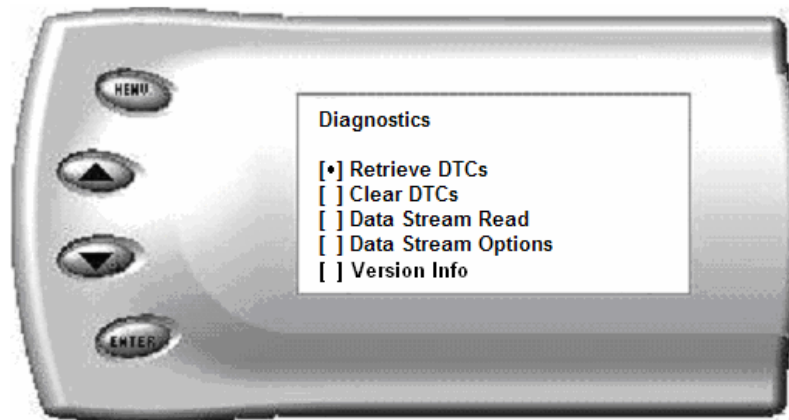 MENU
Diagnostics
[•] Retrieve DTCs
[ ] Clear DTCs
[ ] Data Stream Read
[ ] Data Stream Options
[ ] Version Info
ENTER